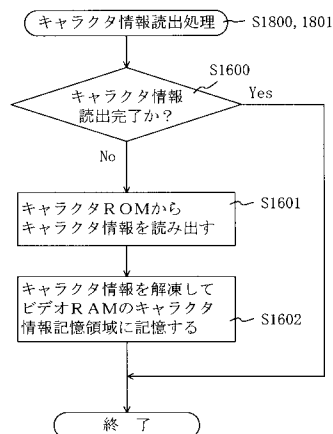 キャラクタ情報読出処理
S1800, 1801
S1600
キャラクタ情報
読出完了か？
Yes
No
キャラクタＲＯＭから
キャラクタ情報を読み出す
S1601
キャラクタ情報を解凍して
ビデオＲＡＭのキャラクタ
情報記憶領域に記憶する
S1602
終 了